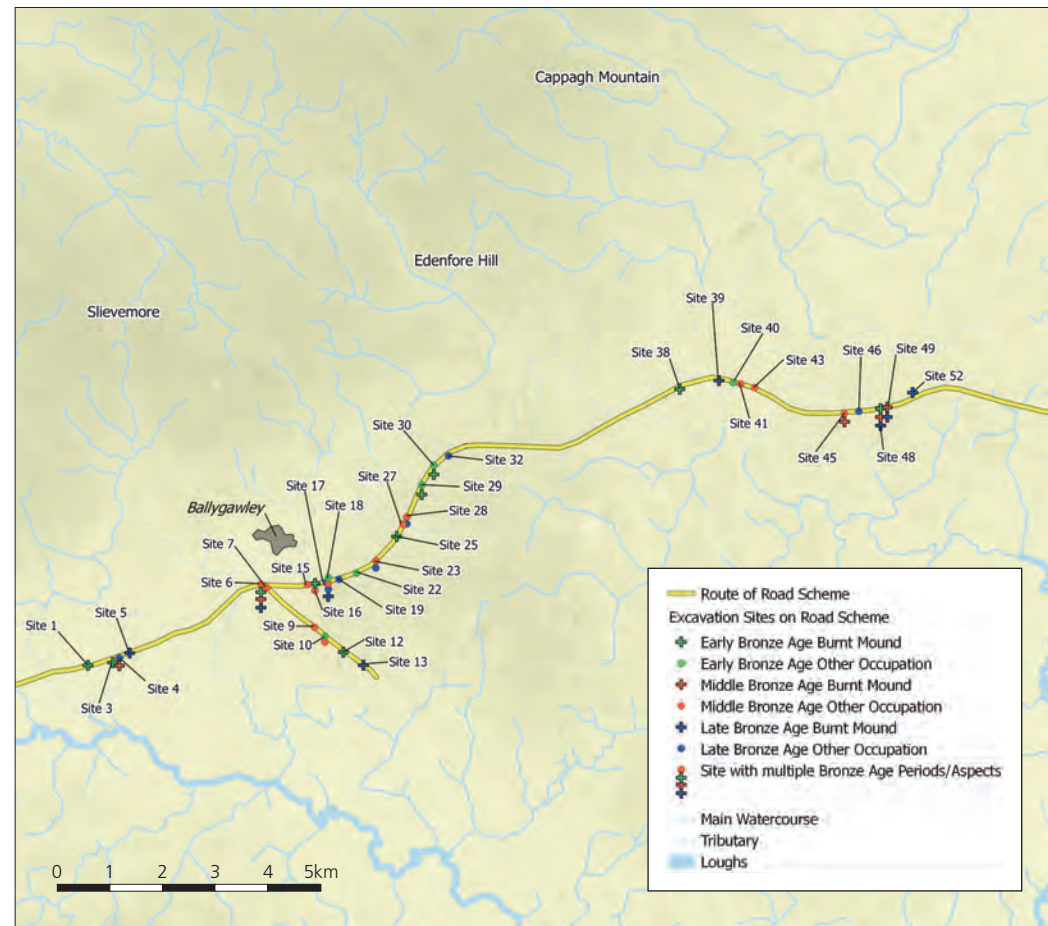 Cappagh Mountain
Edenfore Hill
Slievemore
Site 39
Site 40
Site 38
Site 43
Site 46
Site 49
Site 52
Site 41
Site 45
Site 48
Site 30
Site 32
Site 27
Site 29
Site 17
Site 18
Site 28
Ballygawley
Site 25
Site 7
Site 15
Site 23
Site 6
Site 22
Site 16
Site 19
Site 5
Site 1
Site 9
Site 10
Site 12
Site 13
Site 4
Site 3
Route of Road Scheme
Excavation Sites on Road Scheme
Early Bronze Age Burnt Mound
Early Bronze Age Other Occupation
Middle Bronze Age Burnt Mound
Middle Bronze Age Other Occupation
Late Bronze Age Burnt Mound
Late Bronze Age Other Occupation
Site with multiple Bronze Age Periods/Aspects
Main Watercourse
Tributary
Loughs
0 1 2 3 4 5km